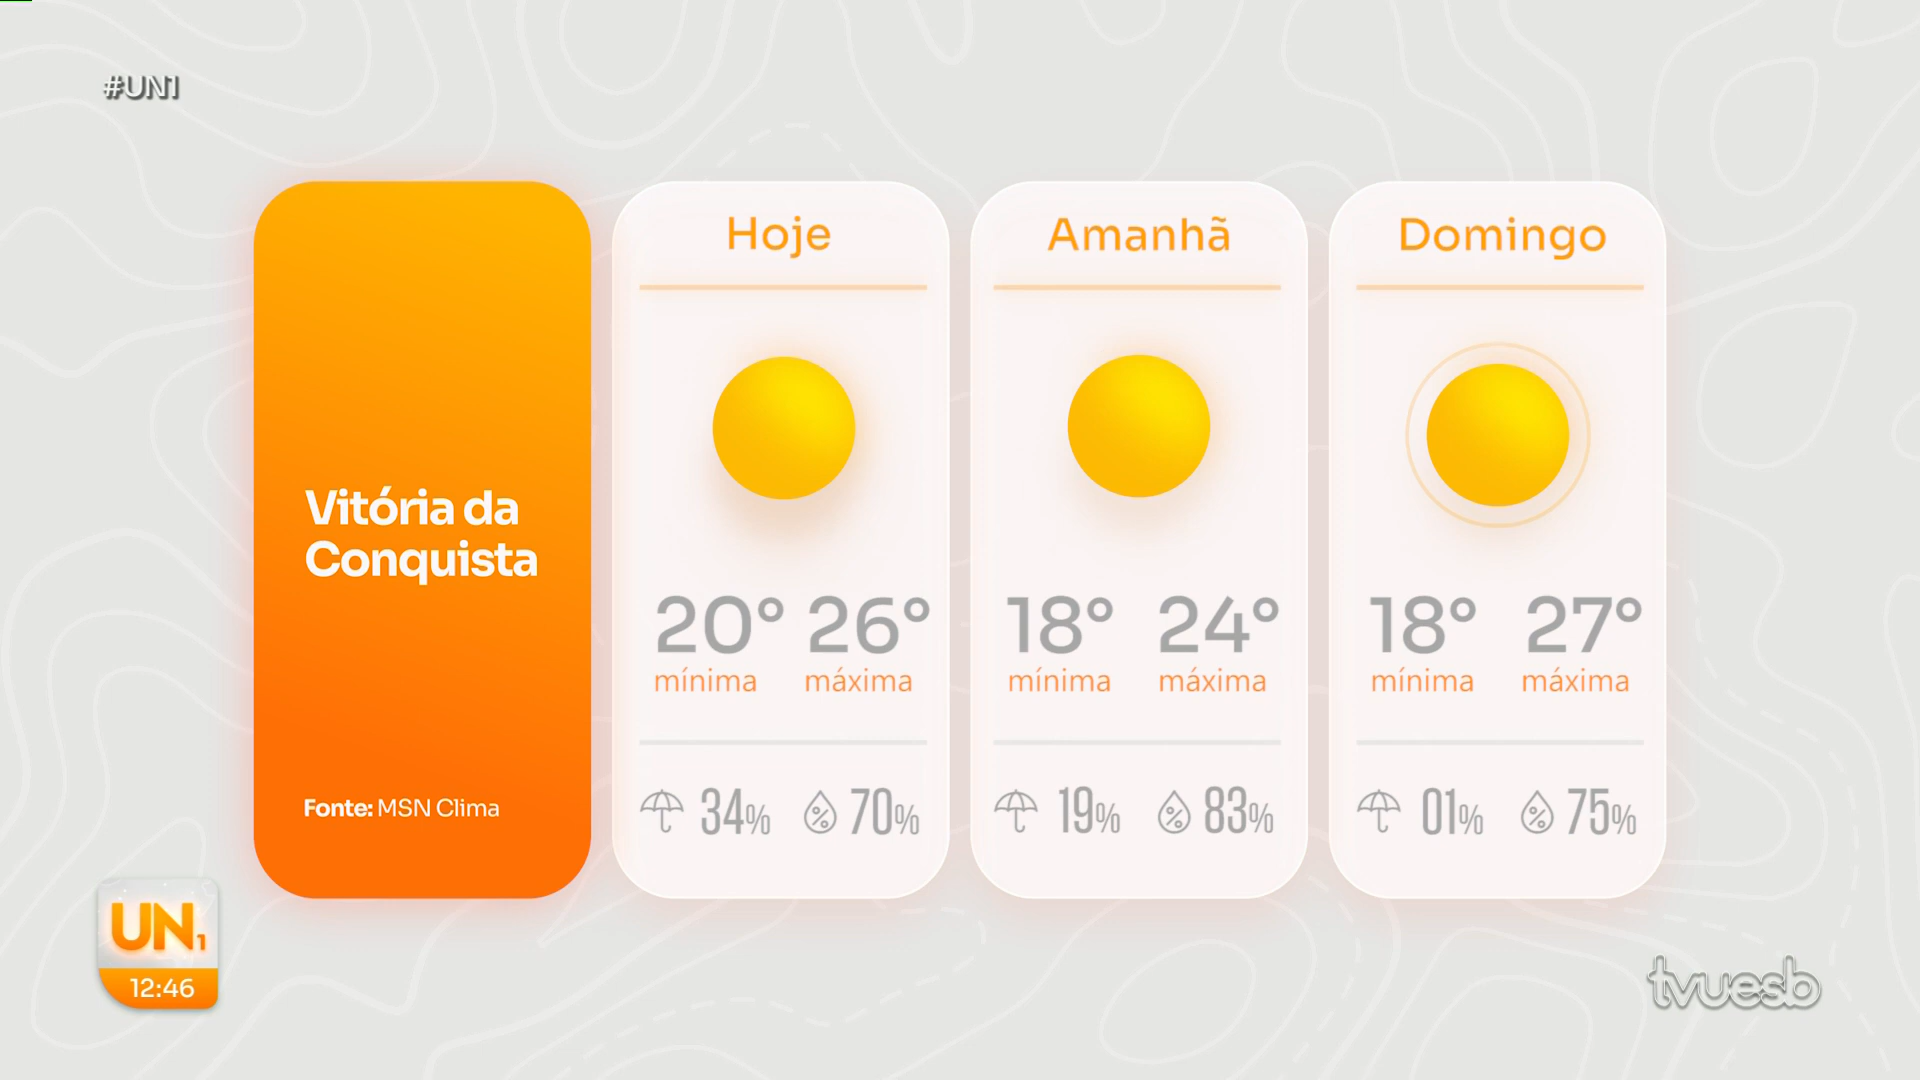 #UN1
Vitória da
Conquista
Fonte: MSN Clima
Hoje
20° 26°
mínima máxima
34% 70%
Amanhã
18° 24°
mínima máxima
19% 83%
Domingo
18° 27°
mínima máxima
01% 75%
UN1
12:46
tvuesb